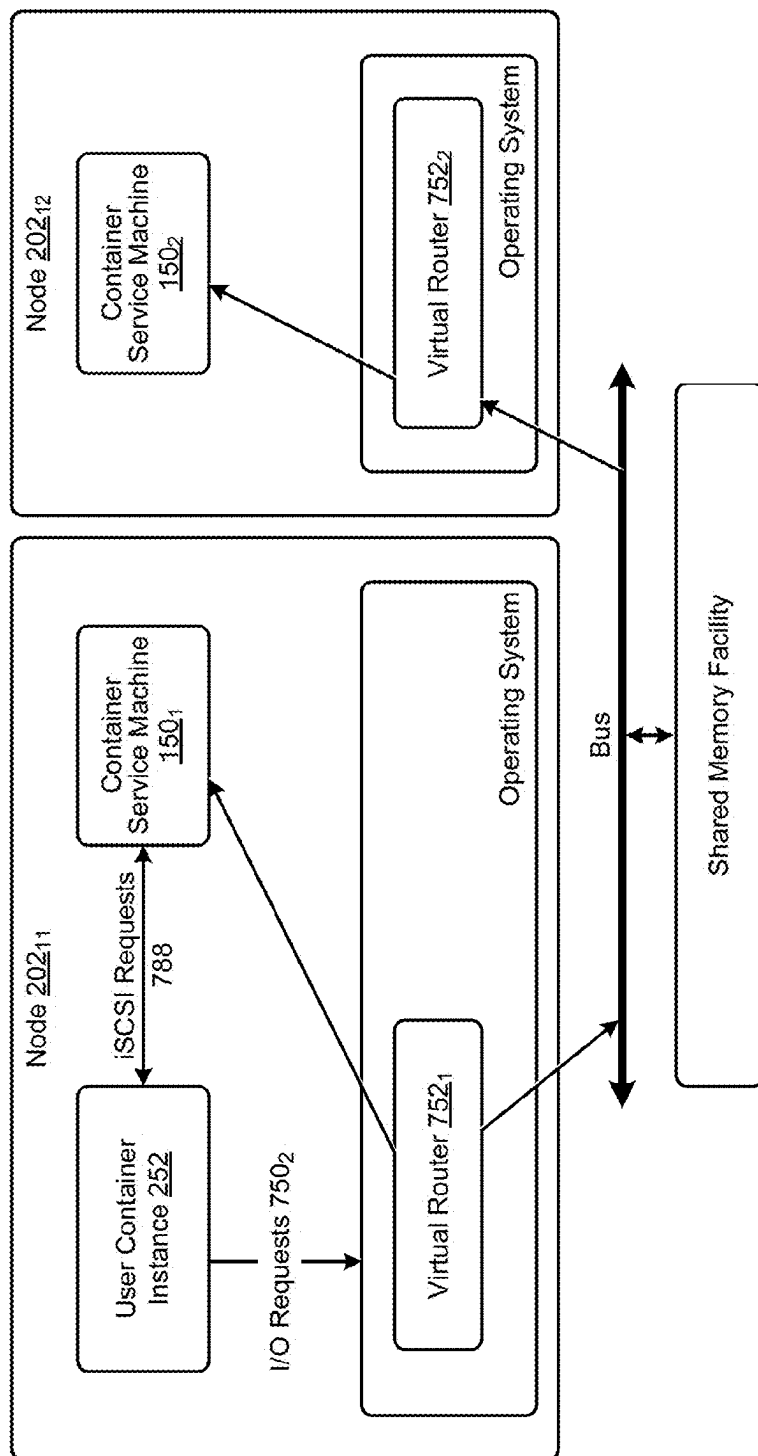 Node 202₁₁
User Container
Instance 252
iSCSI Requests
788
Container
Service Machine
150₁
I/O Requests 750₂
Virtual Router 752₁
Operating System
Node 202₁₂
Container
Service Machine
150₂
Virtual Router 752₂
Operating System
Bus
Shared Memory Facility